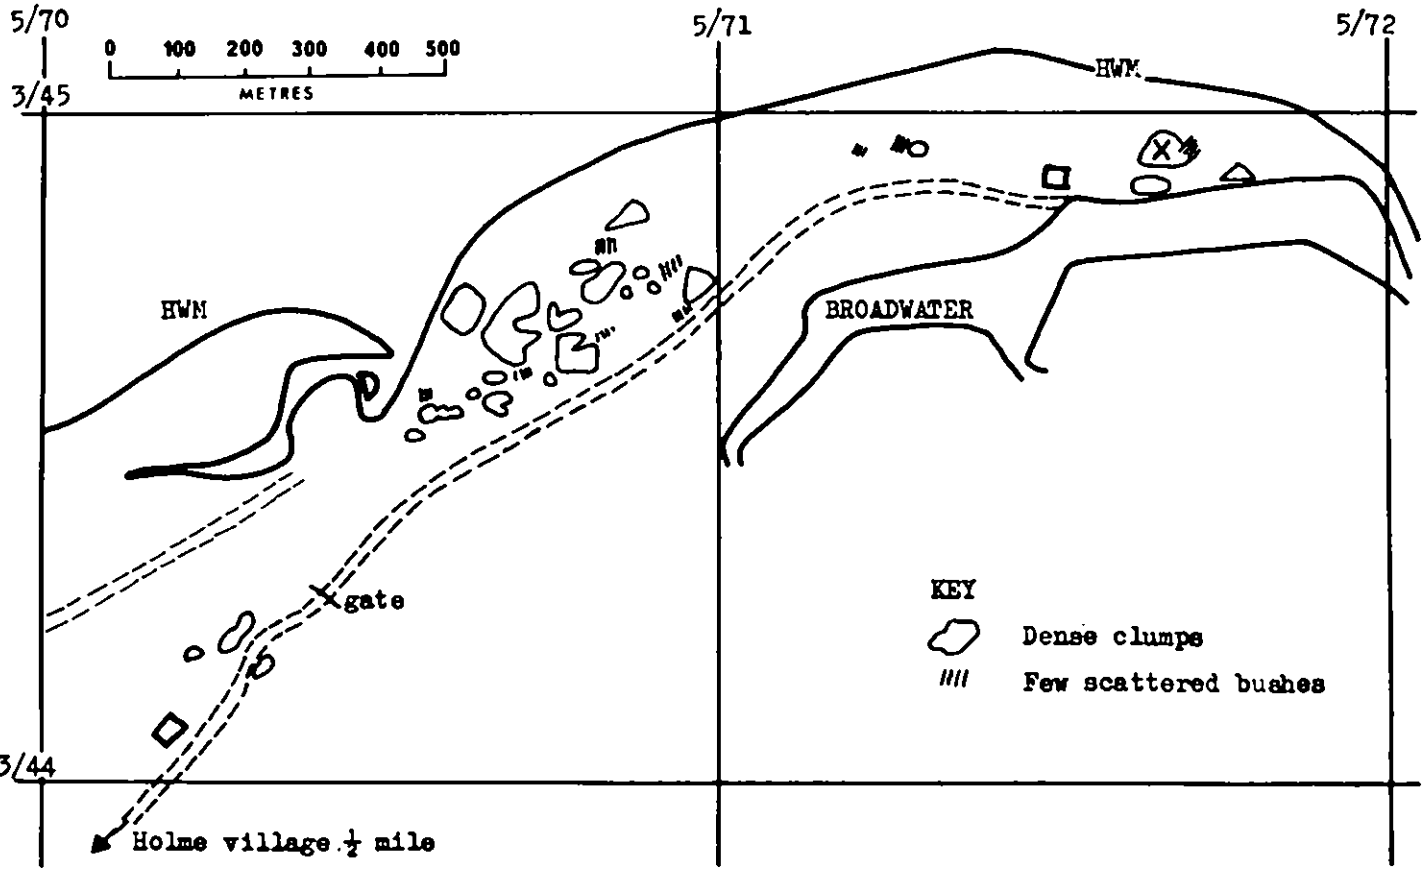 5/70
5/71
5/72
0 100 200 300 400 500
METRES
3/45
HWM
HWM
BROADWATER
gate
KEY
Dense clumps
Few scattered bushes
3/44
Holme village ½ mile